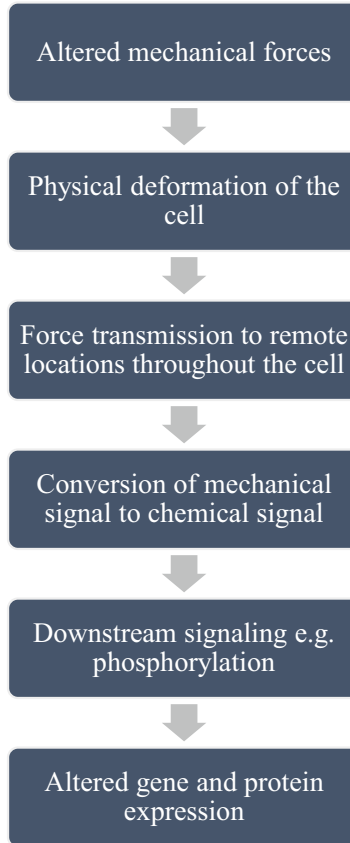 Altered mechanical forces
Physical deformation of the
cell
Force transmission to remote
locations throughout the cell
Conversion of mechanical
signal to chemical signal
Downstream signaling e.g.
phosphorylation
Altered gene and protein
expression